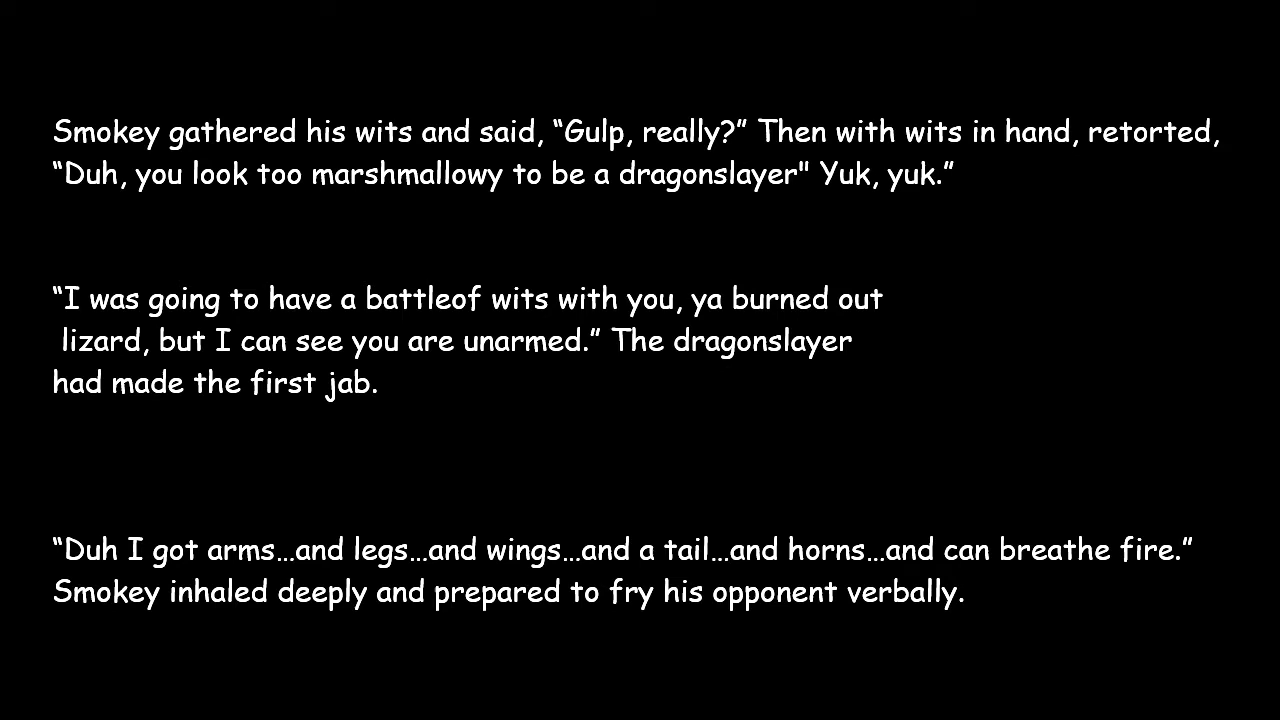 Smokey gathered his wits and said, “Gulp, really?” Then with wits in hand, retorted,
“Duh, you look too marshmallowy to be a dragonslayer" Yuk, yuk.”
“I was going to have a battleof wits with you, ya burned out
lizard, but I can see you are unarmed.” The dragonslayer
had made the first jab.
“Duh I got arms…and legs…and wings…and a tail…and horns…and can breathe fire.”
Smokey inhaled deeply and prepared to fry his opponent verbally.